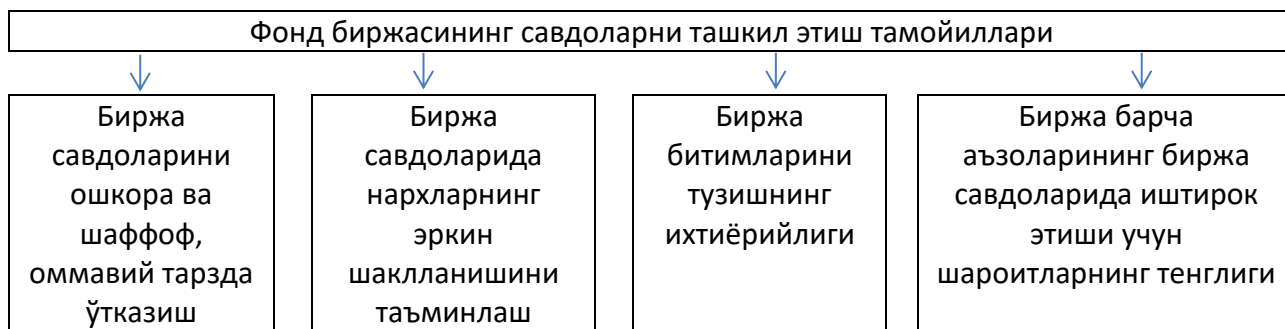 Фонд биржасининг савдоларни ташкил этиш тамойиллари
Биржа
савдоларини
ошкора ва
шаффоф,
оммавий тарзда
ўтказиш
Биржа
савдоларида
нархларнинг
эркин
шаклланишини
таъминлаш
Биржа
битимларини
тузишнинг
ихтиёрийлиги
Биржа барча
аъзоларининг биржа
савдоларида иштирок
этиши учун
шароитларнинг тенглиги